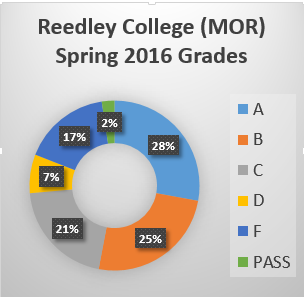 Reedley College (MOR)
Spring 2016 Grades
2%
17%
28%
7%
21%
25%
A
B
C
D
F
PASS